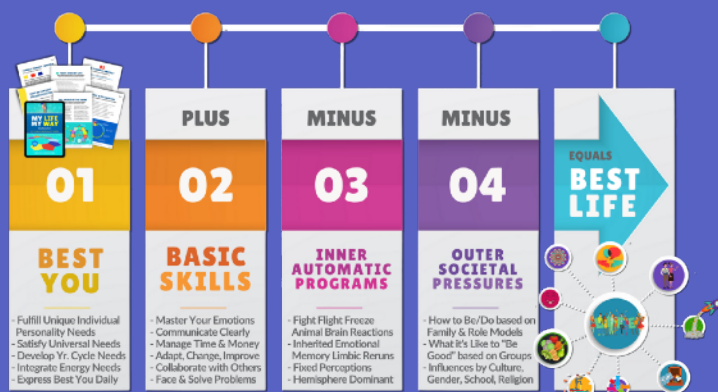 MY LIFE
MY WAY
01
BEST
YOU
- Fulfill Unique Individual
Personality Needs
- Satisfy Universal Needs
- Develop Yr. Cycle Needs
- Integrate Energy Needs
- Express Best You Daily
PLUS
02
BASIC
SKILLS
- Master Your Emotions
- Communicate Clearly
- Manage Time & Money
- Adapt, Change, Improve
- Collaborate with Others
- Face & Solve Problems
MINUS
03
INNER
AUTOMATIC
PROGRAMS
- Fight Flight Freeze
Animal Brain Reactions
- Inherited Emotional
Memory Limbic Reruns
- Fixed Perceptions
- Hemisphere Dominant
MINUS
04
OUTER
SOCIETAL
PRESSURES
- How to Be/Do based on
Family & Role Models
- What it's Like to "Be
Good" based on Groups
- Influences by Culture,
Gender, School, Religion
EQUALS
BEST
LIFE